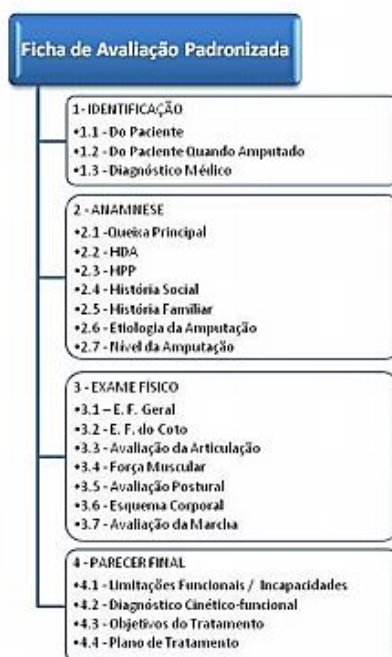 Ficha de Avaliação Padronizada
1- IDENTIFICAÇÃO
•1.1 - Do Paciente
•1.2 - Do Paciente Quando Amputado
•1.3 - Diagnóstico Médico
2 - ANAMNESE
•2.1 -Queixa Principal
•2.2 - HDA
•2.3 - HPP
•2.4 - História Social
•2.5 - História Familiar
•2.6 - Etiologia da Amputação
•2.7 - Nível da Amputação
3 - EXAME FÍSICO
•3.1 – E. F. Geral
•3.2 - E. F. do Coto
•3.3 - Avaliação da Articulação
•3.4 - Força Muscular
•3.5 - Avaliação Postural
•3.6 - Esquema Corporal
•3.7 - Avaliação da Marcha
4 - PARECER FINAL
•4.1 - Limitações Funcionais / Incapacidades
•4.2 - Diagnóstico Cinético-funcional
•4.3 - Objetivos do Tratamento
•4.4 - Plano de Tratamento